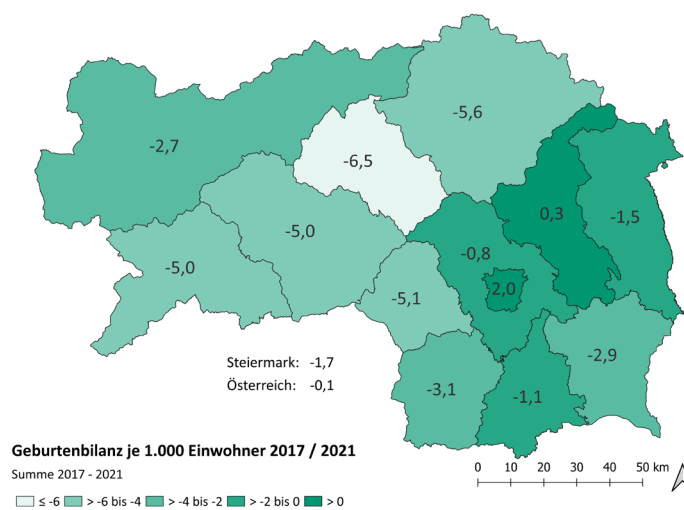 -5,6
-2,7
-6,5
0,3
-1,5
-5,0
-0,8
-5,0
2,0
-5,1
Steiermark: -1,7
-2,9
Österreich: -0,1
-3,1
-1,1
Geburtenbilanz je 1.000 Einwohner 2017 / 2021
Summe 2017 - 2021
0 10 20 30 40 50 km
≤ -6 > -6 bis -4 > -4 bis -2 > -2 bis 0 > 0